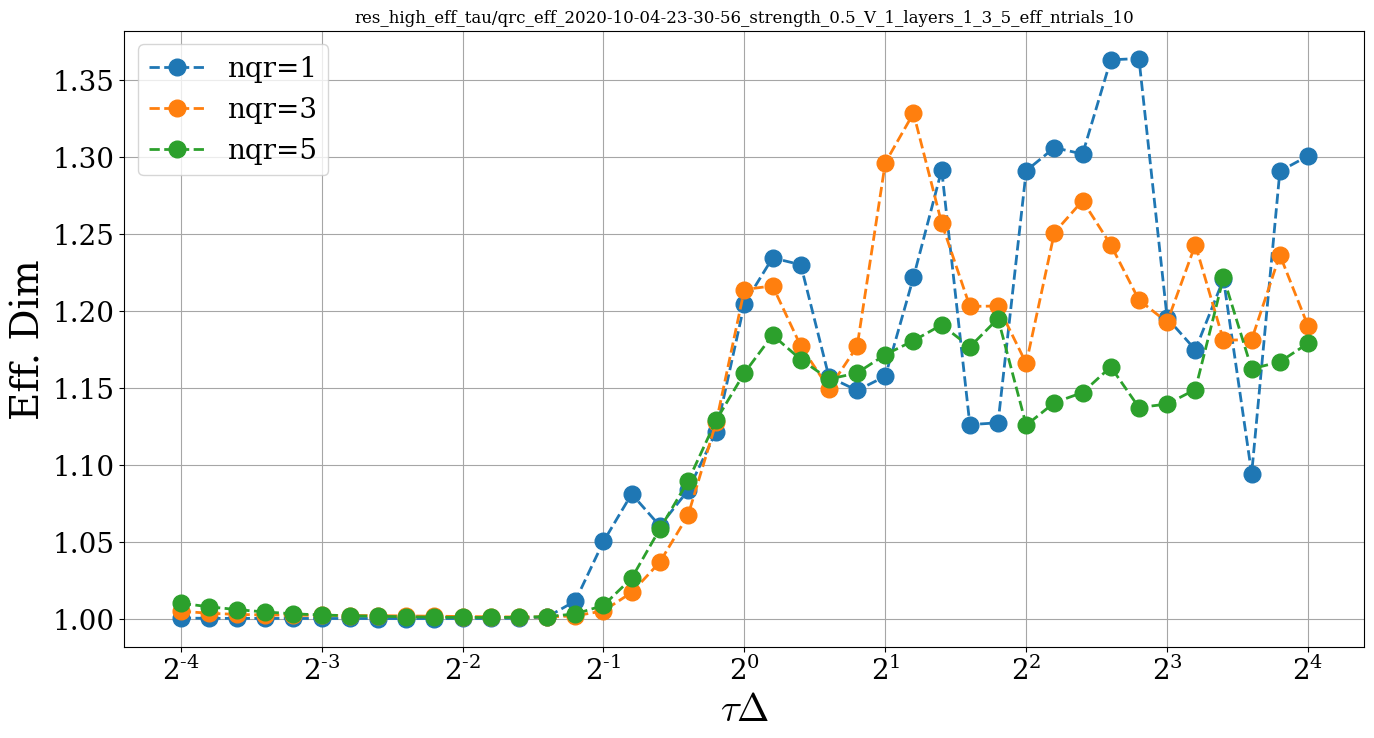 res_high_eff_tau/qrc_eff_2020-10-04-23-30-56_strength_0.5_V_1_layers_1_3_5_eff_ntrials_10
nqr=1
nqr=3
nqr=5
1.35
1.30
1.25
1.20
1.15
1.10
1.05
1.00
Eff. Dim
2^-4 2^-3 2^-2 2^-1 2^0 2^1 2^2 2^3 2^4
τΔ